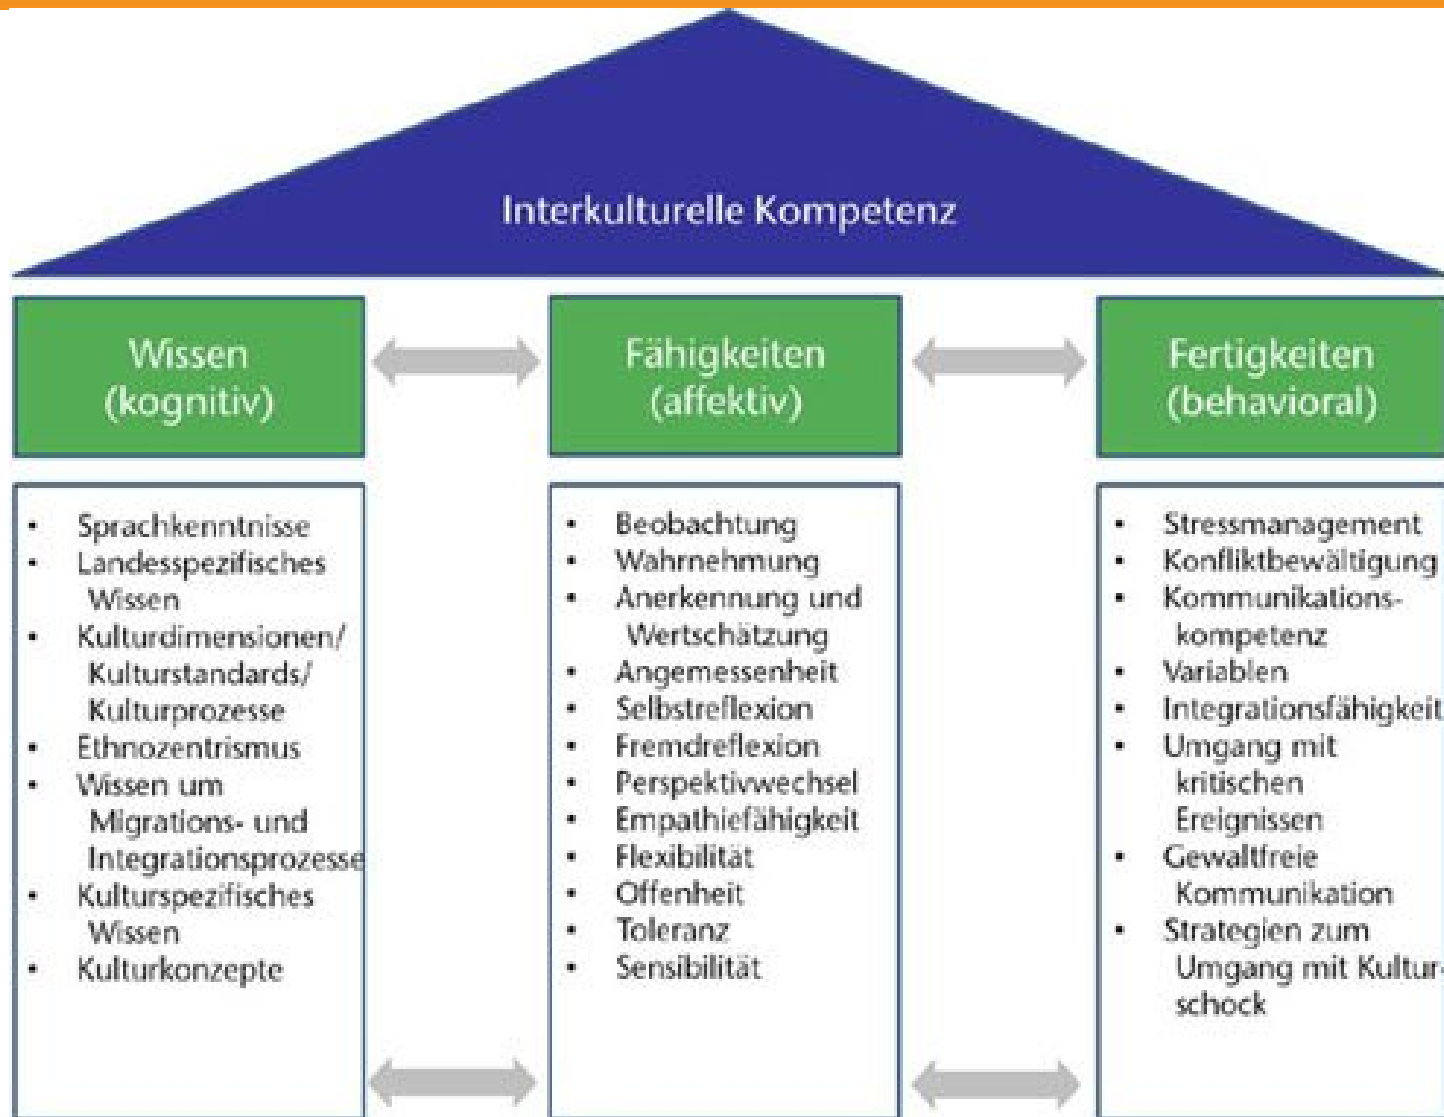 Interkulturelle Kompetenz
Wissen
(kognitiv)
Fähigkeiten
(affektiv)
Fertigkeiten
(behavioral)
• Sprachkenntnisse
• Landesspezifisches
Wissen
• Kulturdimensionen/
Kulturstandards/
Kulturprozesse
• Ethnozentrismus
• Wissen um
Migrations- und
Integrationsprozesse
• Kulturspezifisches
Wissen
• Kulturkonzepte
• Beobachtung
• Wahrnehmung
• Anerkennung und
Wertschätzung
• Angemessenheit
• Selbstreflexion
• Fremdreflexion
• Perspektivwechsel
• Empathiefähigkeit
• Flexibilität
• Offenheit
• Toleranz
• Sensibilität
• Stressmanagement
• Konfliktbewältigung
• Kommunikations-
kompetenz
• Variablen
• Integrationsfähigkeit
• Umgang mit
kritischen
Ereignissen
• Gewaltfreie
Kommunikation
• Strategien zum
Umgang mit Kultur-
schock